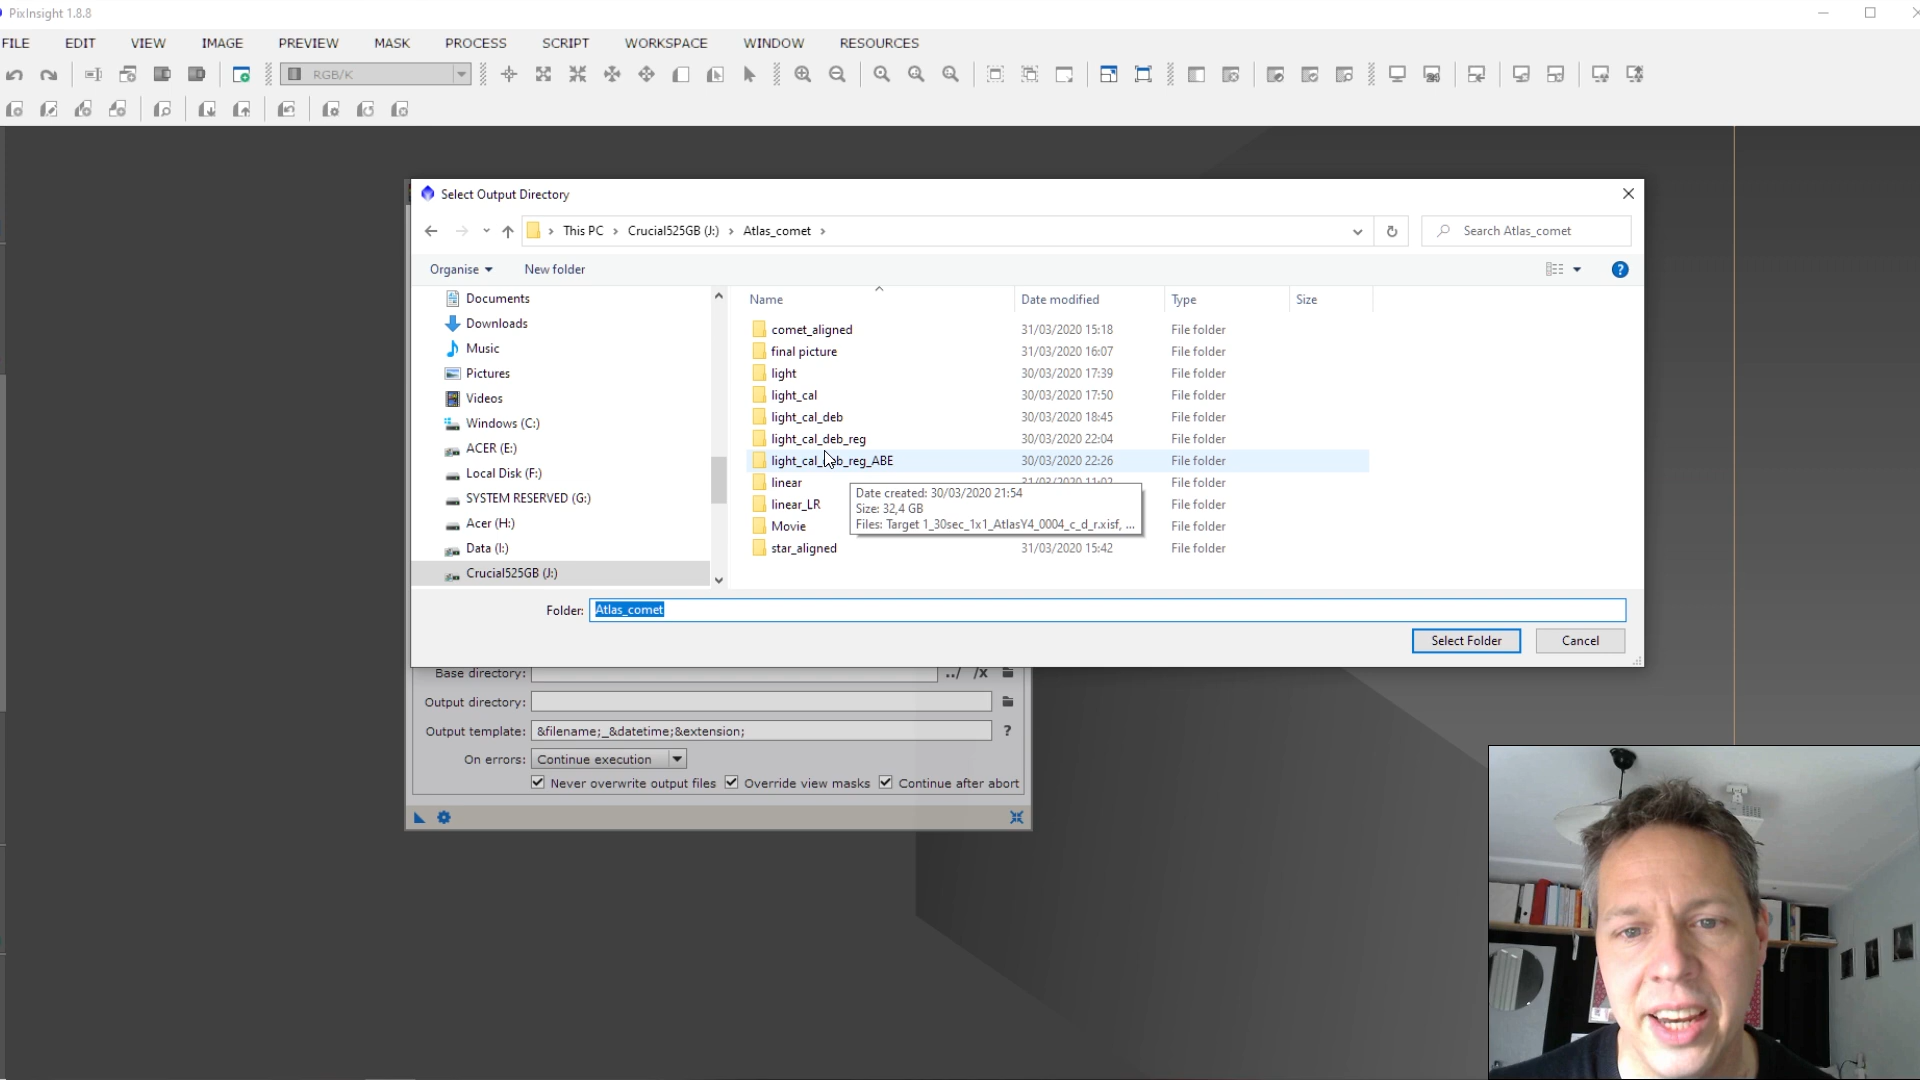 PixInsight 1.8.8
FILE EDIT VIEW IMAGE PREVIEW MASK PROCESS SCRIPT WORKSPACE WINDOW RESOURCES
RGB/K
Select Output Directory
This PC Crucial525GB (J:) Atlas_comet
Search Atlas_comet
Organise New folder
?
Documents
Downloads
Music
Pictures
Videos
Windows (C:)
ACER (E:)
Local Disk (F:)
SYSTEM RESERVED (G:)
Acer (H:)
Data (I:)
Crucial525GB (J:)
Name Date modified Type Size
comet_aligned 31/03/2020 15:18 File folder
final picture 31/03/2020 16:07 File folder
light 30/03/2020 17:39 File folder
light_cal 30/03/2020 17:50 File folder
light_cal_deb 30/03/2020 18:45 File folder
light_cal_deb_reg 30/03/2020 22:04 File folder
light_cal_deb_reg_ABE 30/03/2020 22:26 File folder
linear File folder
linear_LR File folder
Movie File folder
star_aligned 31/03/2020 15:42 File folder
Date created: 30/03/2020 21:54
Size: 32,4 GB
Files: Target 1_30sec_1x1_AtlasY4_0004_c_d_r.xisf, ...
Folder: Atlas_comet
Select Folder Cancel
Base directory: ../ /X
Output directory:
Output template: &filename;_&datetime;&extension; ?
On errors: Continue execution
Never overwrite output files Override view masks Continue after abort